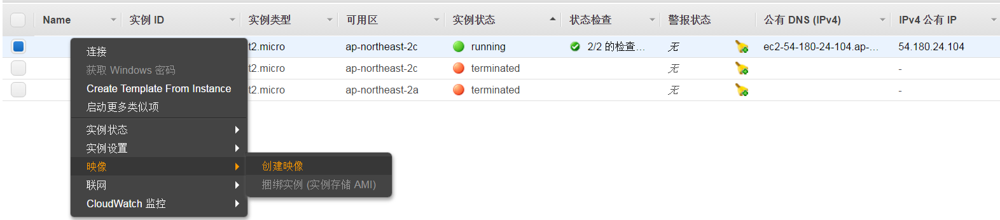 Name 实例 ID 实例类型 可用区 实例状态 状态检查 警报状态 公有 DNS (IPv4) IPv4 公有 IP
t2.micro ap-northeast-2c running 2/2 的检查... 无 ec2-54-180-24-104.ap-... 54.180.24.104
连接
t2.micro ap-northeast-2c terminated 无 -
获取 Windows 密码
Create Template From Instance
t2.micro ap-northeast-2a terminated 无 -
启动更多类似项
实例状态
实例设置
映像
创建映像
联网
捆绑实例 (实例存储 AMI)
CloudWatch 监控